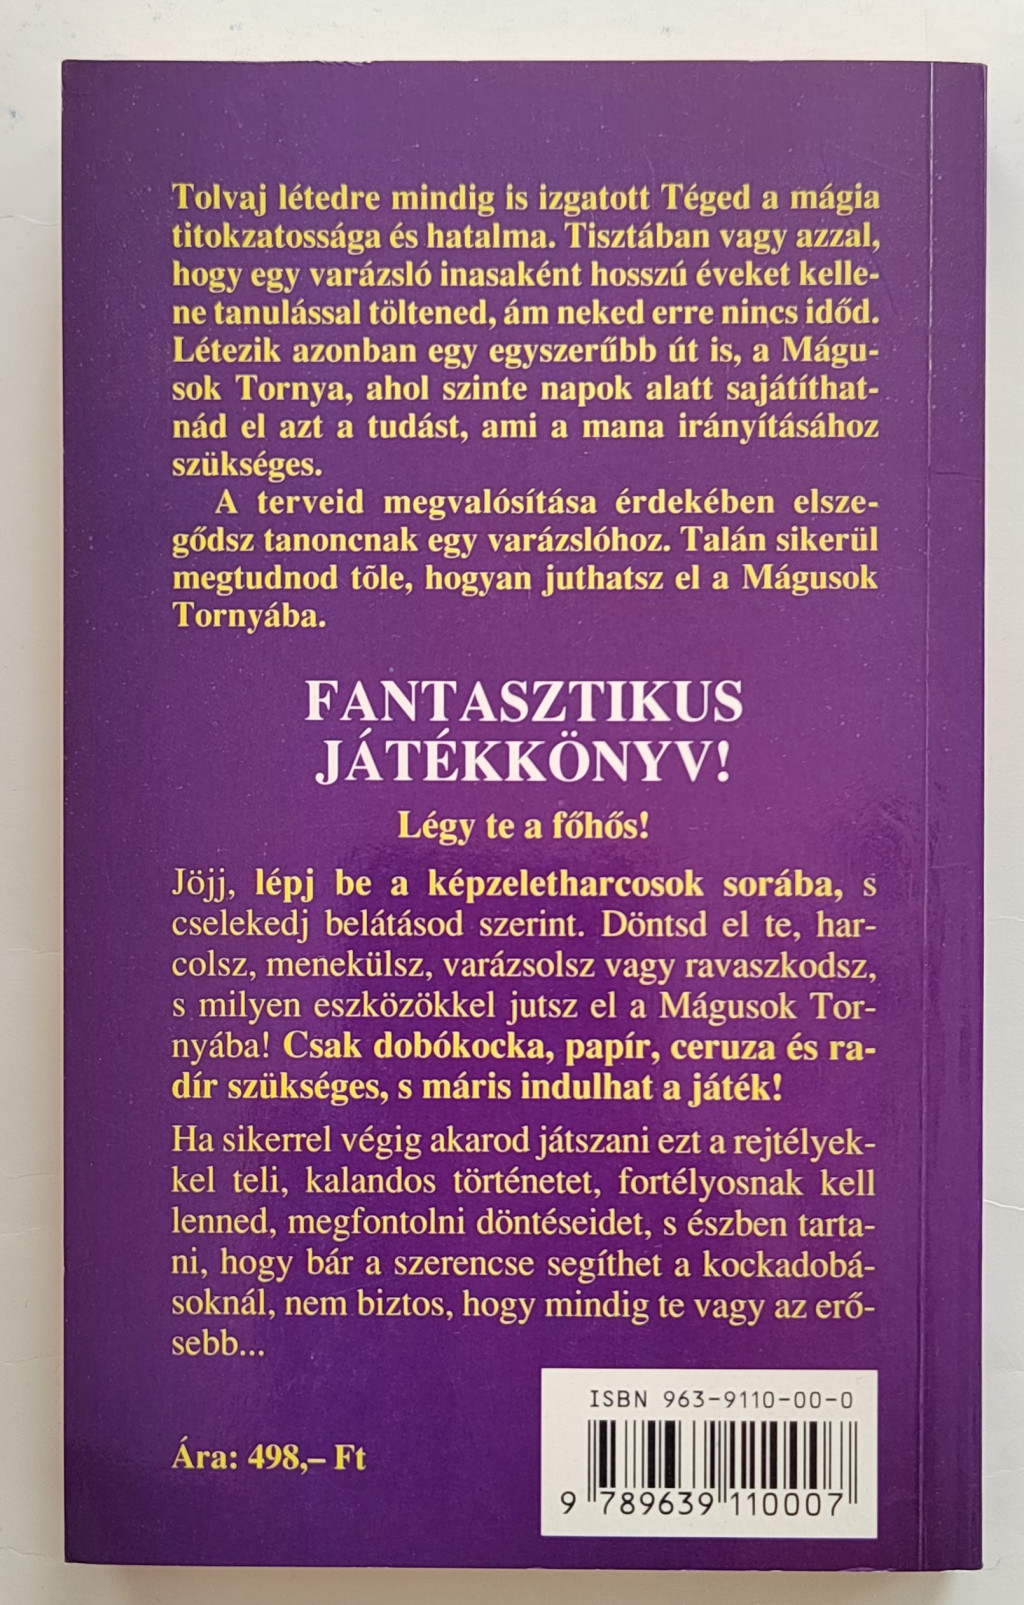 Tolvaj létedre mindig is izgatott Téged a mágia
titokzatossága és hatalma. Tisztában vagy azzal,
hogy egy varázsló inasaként hosszú éveket kelle-
ne tanulással töltened, ám neked erre nincs időd.
Létezik azonban egy egyszerűbb út is, a Mágu-
sok Tornya, ahol szinte napok alatt sajátíthat-
nád el azt a tudást, ami a mana irányításához
szükséges.
A terveid megvalósítása érdekében elsze-
gődsz tanoncnak egy varázslóhoz. Talán sikerül
megtudnod tõle, hogyan juthatsz el a Mágusok
Tornyába.
FANTASZTIKUS
JÁTÉKKÖNYV!
Légy te a főhős!
Jöjj, lépj be a képzeletharcosok sorába, s
cselekedj belátásod szerint. Döntsd el te, har-
colsz, menekülsz, varázsolsz vagy ravaszkodsz,
s milyen eszközökkel jutsz el a Mágusok Tor-
nyába! Csak dobókocka, papír, ceruza és ra-
dír szükséges, s máris indulhat a játék!
Ha sikerrel végig akarod játszani ezt a rejtélyek-
kel teli, kalandos történetet, fortélyosnak kell
lenned, megfontolni döntéseidet, s észben tarta-
ni, hogy bár a szerencse segíthet a kockadobá-
soknál, nem biztos, hogy mindig te vagy az erő-
sebb...
ISBN 963-9110-00-0
Ára: 498,– Ft
9 789639 110007